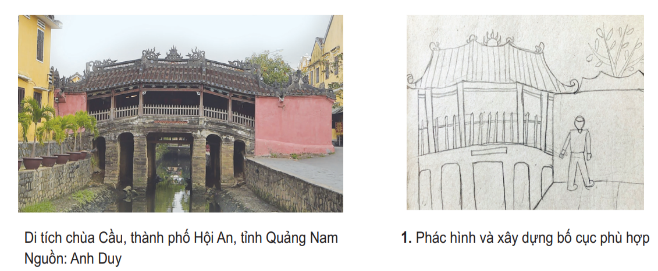 Di tích chùa Cầu, thành phố Hội An, tỉnh Quảng Nam
Nguồn: Anh Duy
1. Phác hình và xây dựng bố cục phù hợp